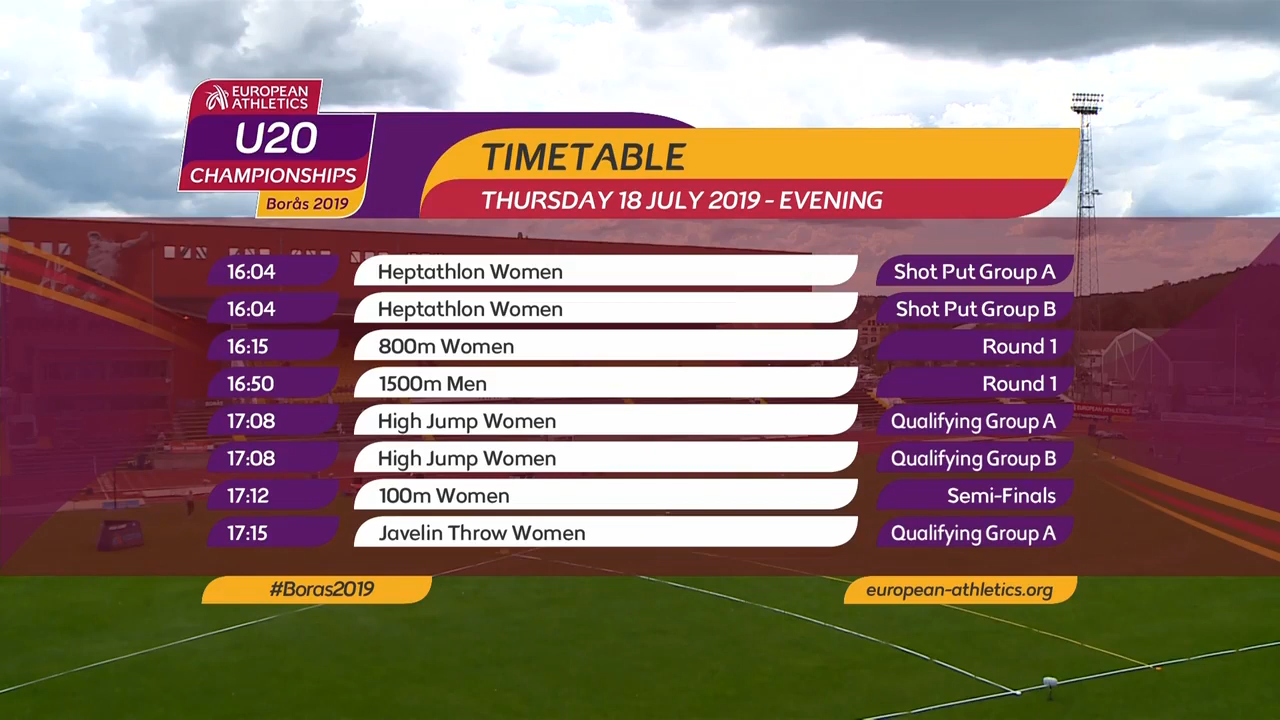 EUROPEAN
ATHLETICS
U20
CHAMPIONSHIPS
Borås 2019
TIMETABLE
THURSDAY 18 JULY 2019 - EVENING
16:04 Heptathlon Women Shot Put Group A
16:04 Heptathlon Women Shot Put Group B
16:15 800m Women Round 1
16:50 1500m Men Round 1
17:08 High Jump Women Qualifying Group A
17:08 High Jump Women Qualifying Group B
17:12 100m Women Semi-Finals
17:15 Javelin Throw Women Qualifying Group A
#Boras2019 european-athletics.org